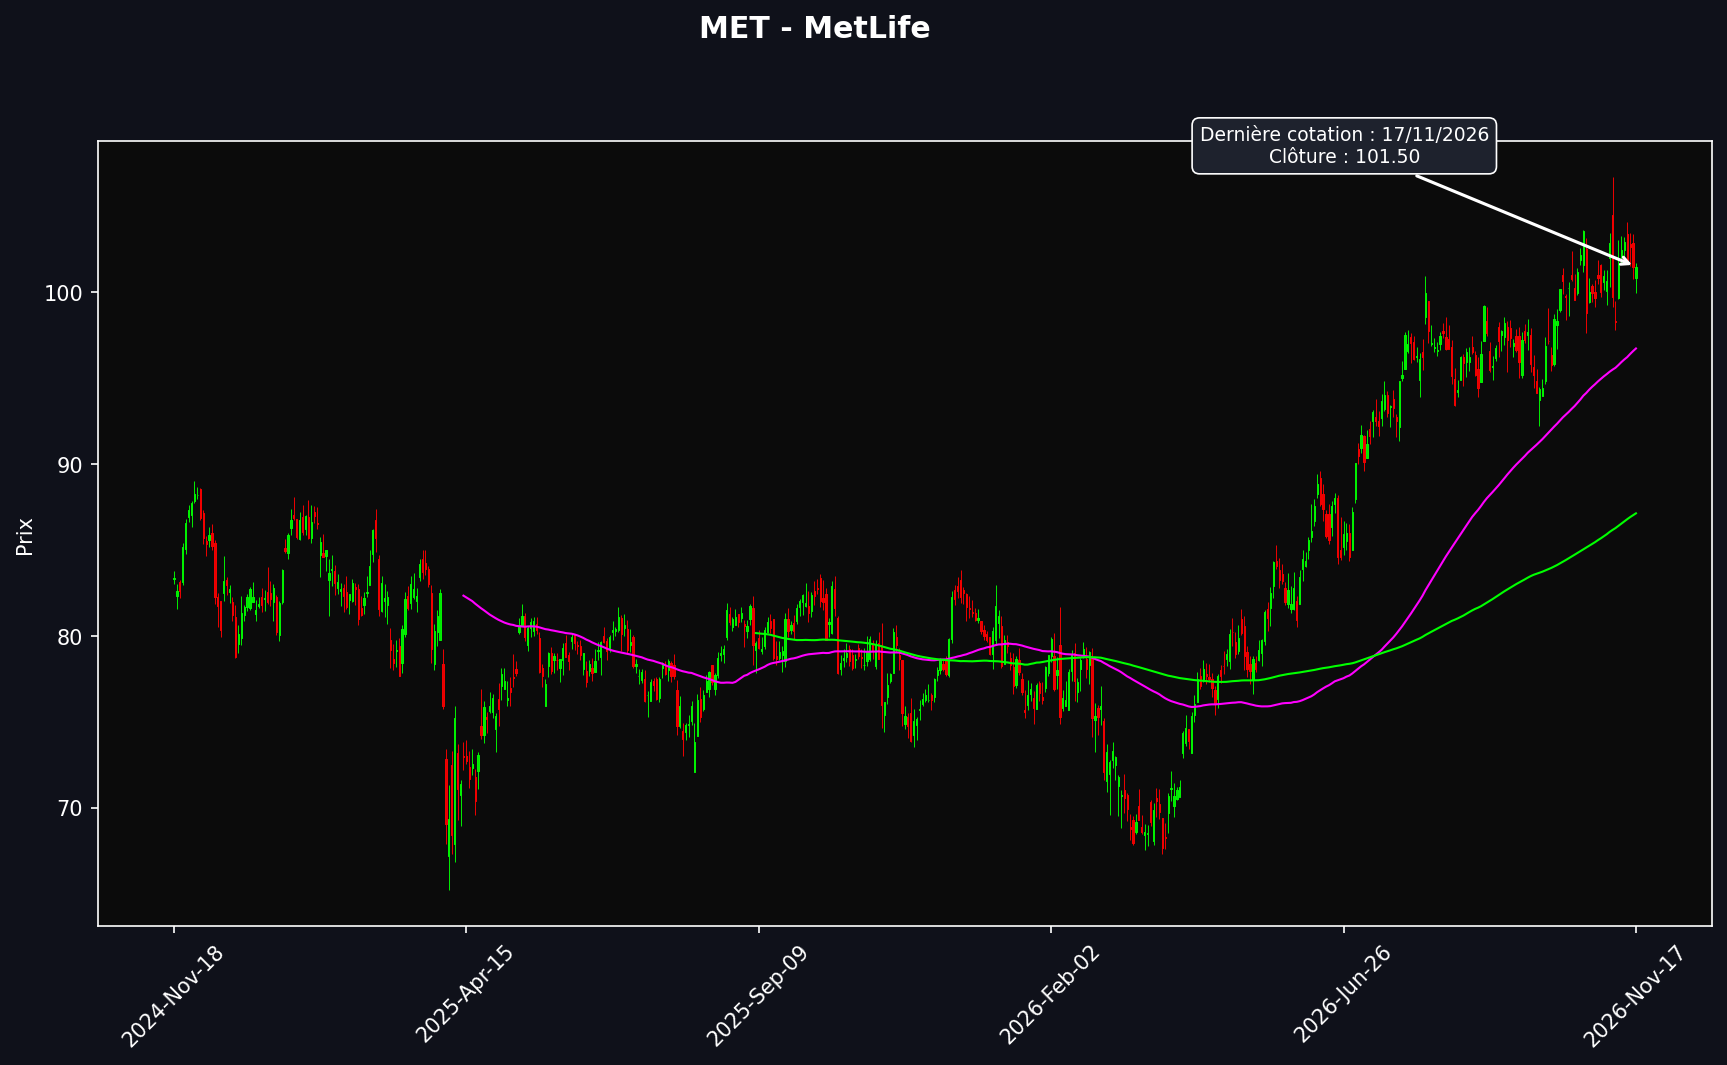 MET - MetLife
Dernière cotation : 17/11/2026
Clôture : 101.50
Prix
100
90
80
70
2024-Nov-18
2025-Apr-15
2025-Sep-09
2026-Feb-02
2026-Jun-26
2026-Nov-17